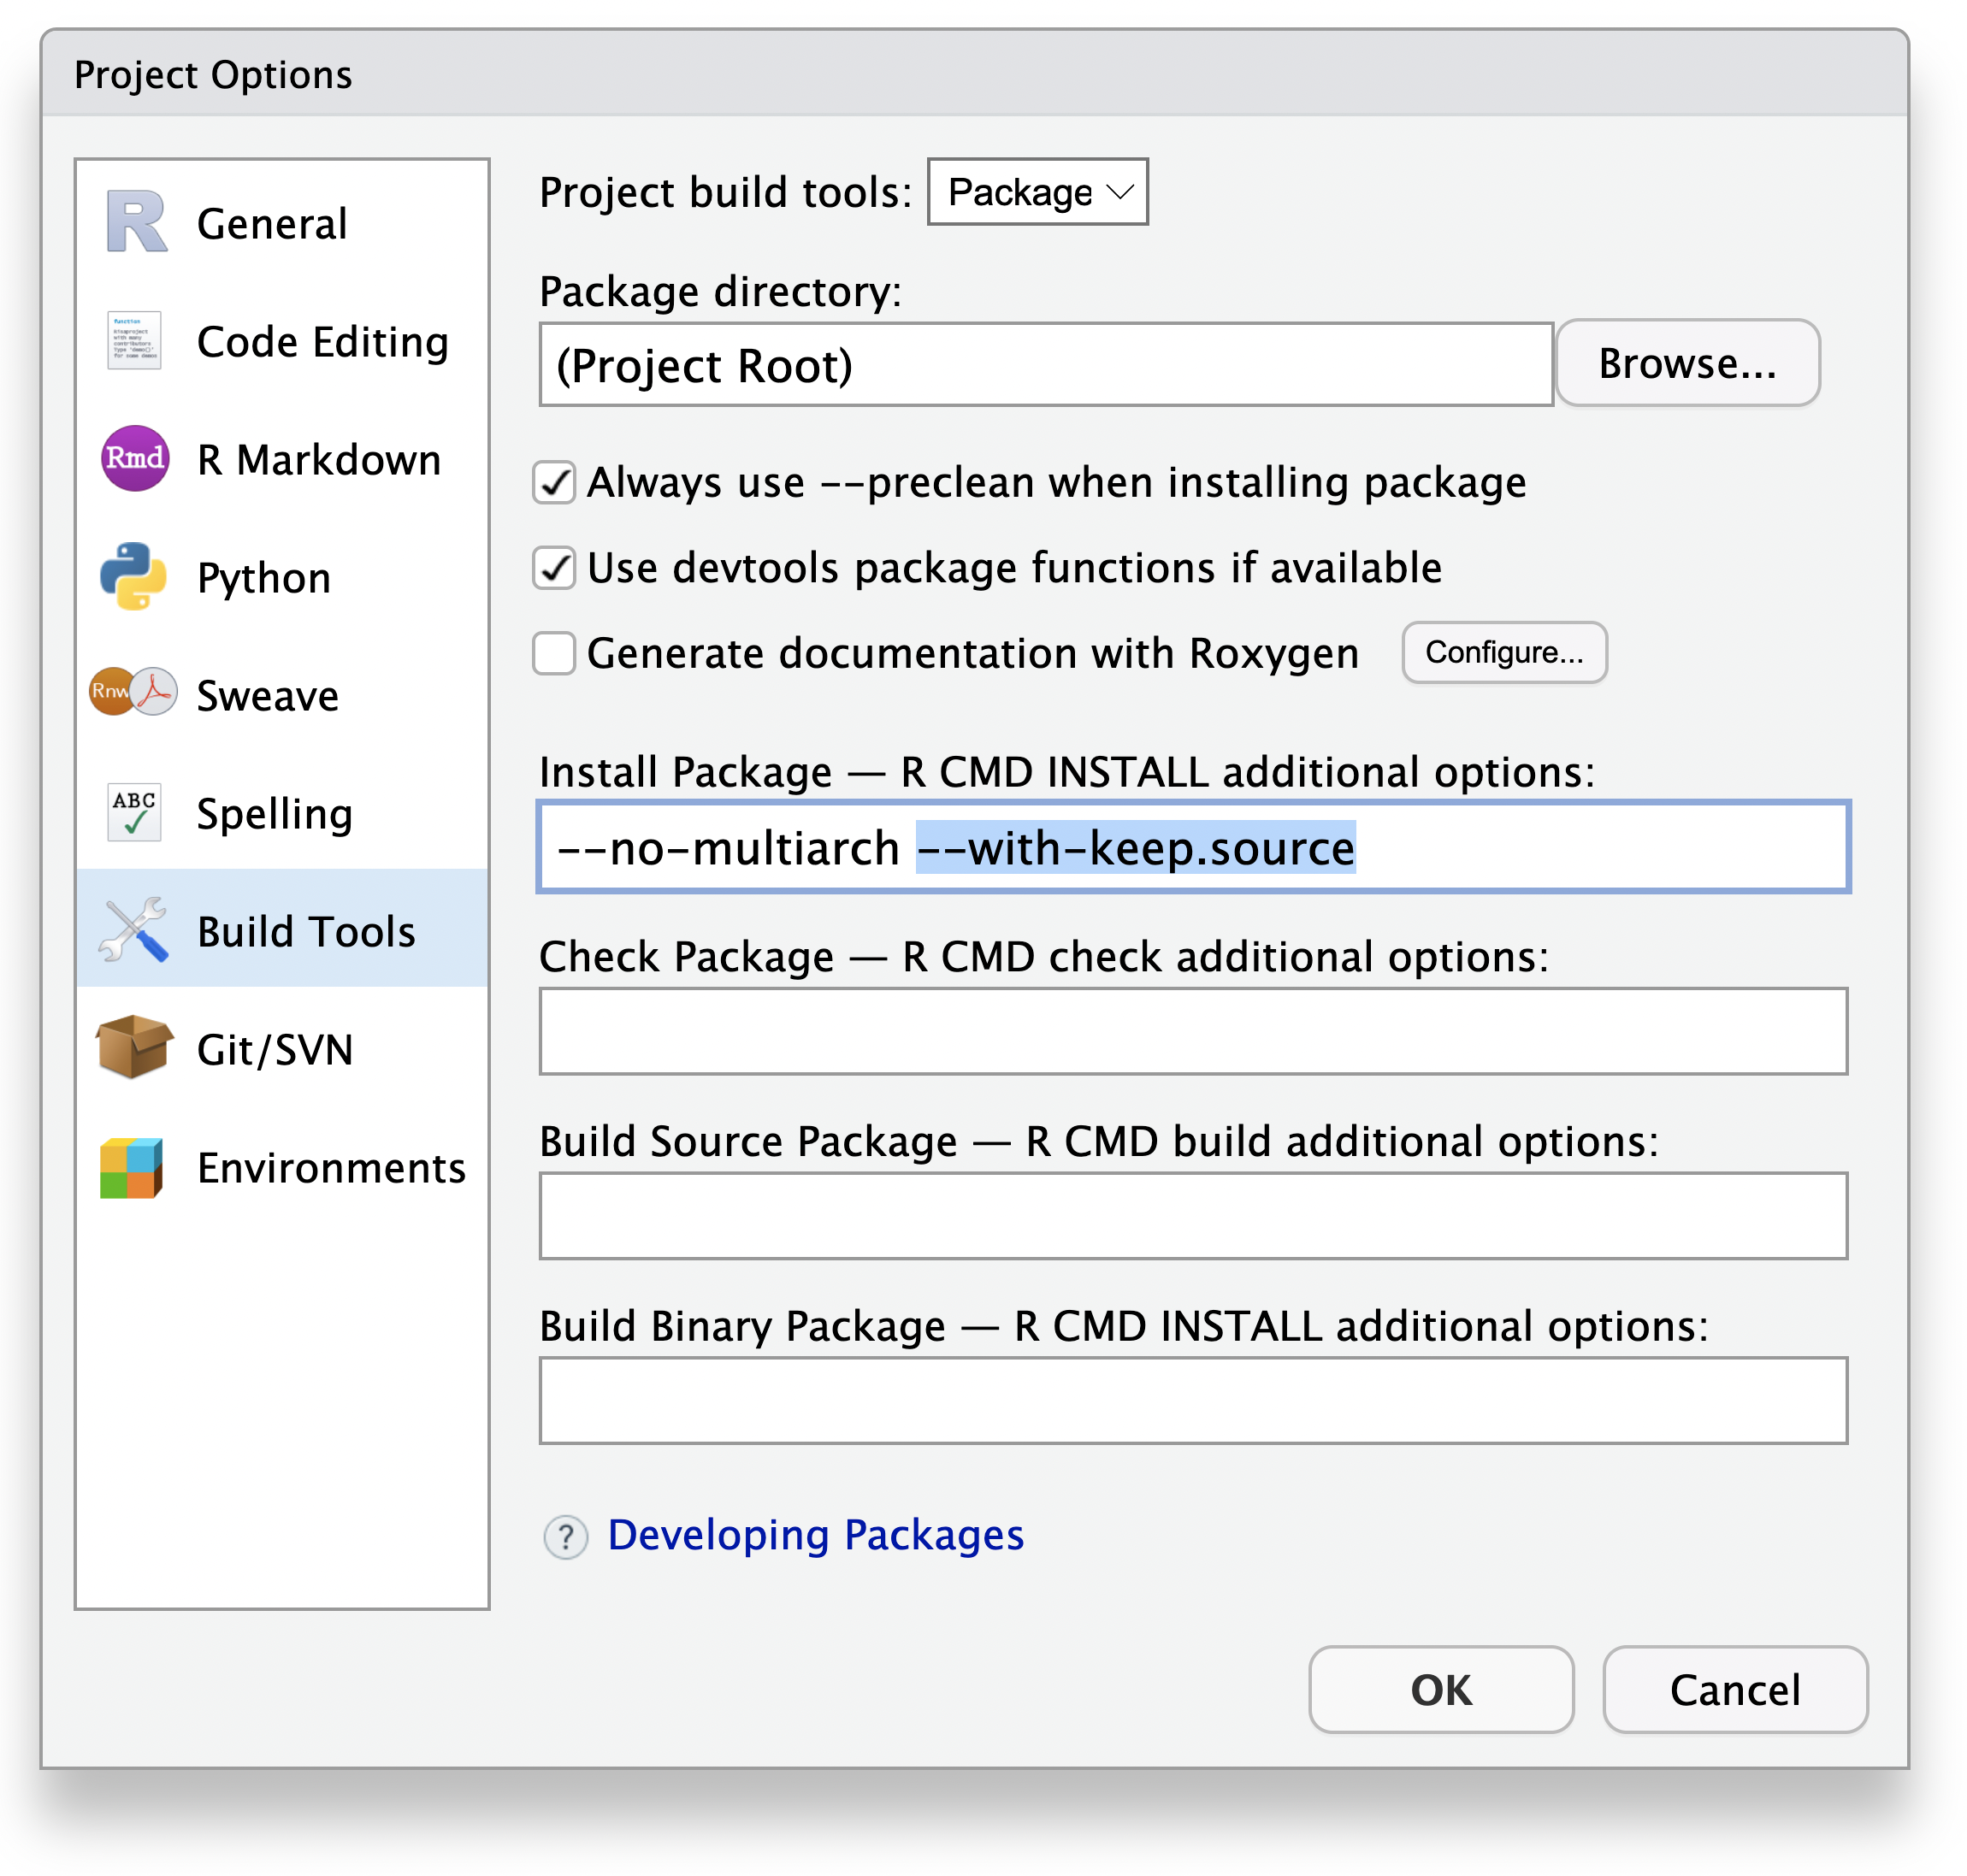 Project Options
General
Code Editing
Rmd
R Markdown
Python
Rnw
Sweave
ABC
Spelling
Build Tools
Git/SVN
Environments
Project build tools: Package
Package directory:
(Project Root)
Browse...
Always use --preclean when installing package
Use devtools package functions if available
Generate documentation with Roxygen
Configure...
Install Package — R CMD INSTALL additional options:
--no-multiarch --with-keep.source
Check Package — R CMD check additional options:
Build Source Package — R CMD build additional options:
Build Binary Package — R CMD INSTALL additional options:
? Developing Packages
OK
Cancel